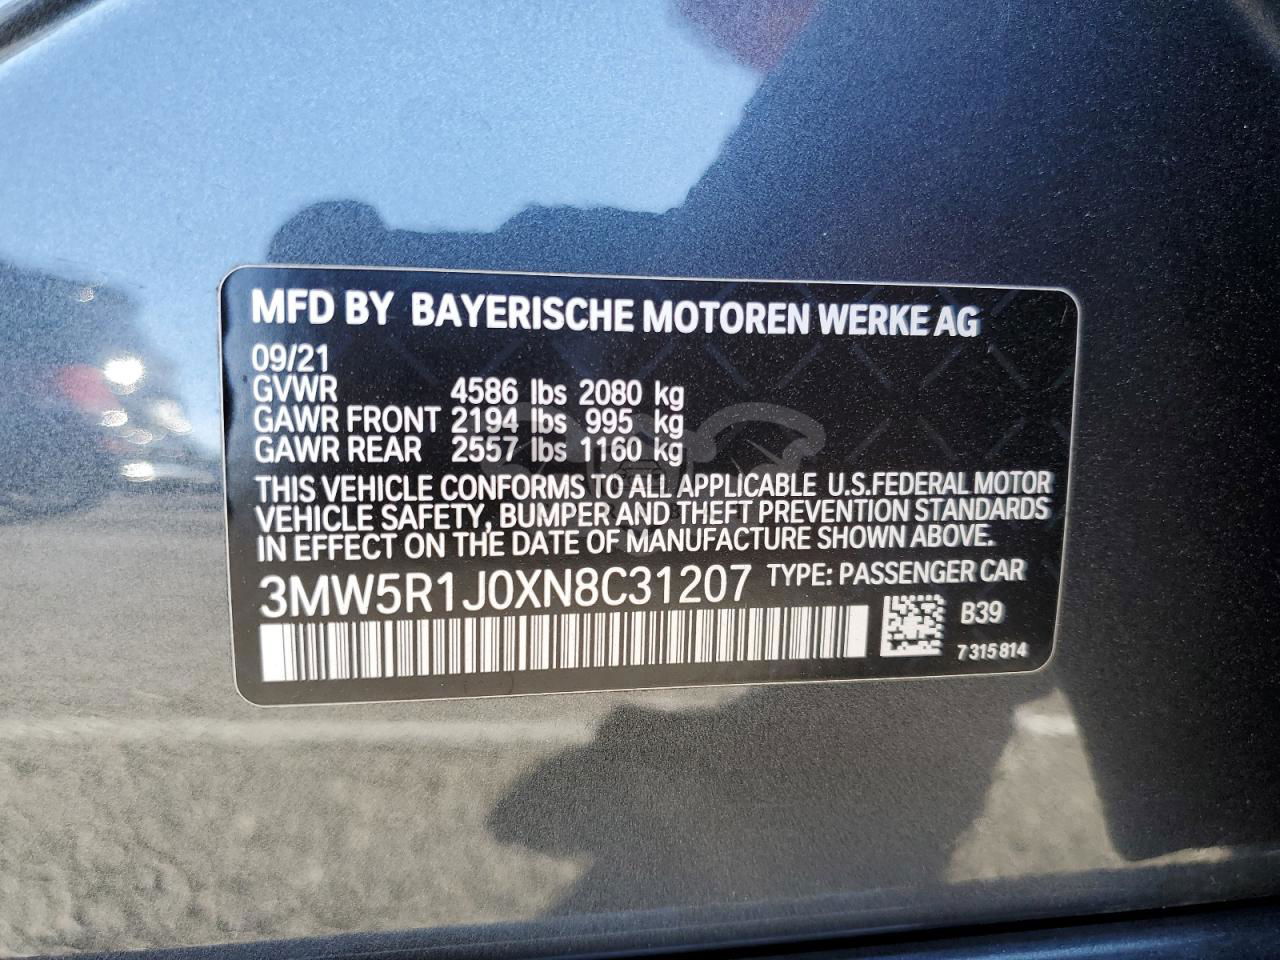 MFD BY BAYERISCHE MOTOREN WERKE AG
09/21
GVWR 4586 lbs 2080 kg
GAWR FRONT 2194 lbs 995 kg
GAWR REAR 2557 lbs 1160 kg
THIS VEHICLE CONFORMS TO ALL APPLICABLE U.S.FEDERAL MOTOR
VEHICLE SAFETY, BUMPER AND THEFT PREVENTION STANDARDS
IN EFFECT ON THE DATE OF MANUFACTURE SHOWN ABOVE.
3MW5R1J0XN8C31207 TYPE: PASSENGER CAR
B39
7 315 814